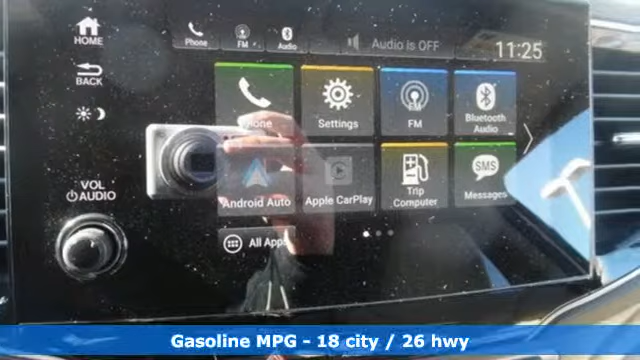 HOME
Phone
FM
Audio
Audio is OFF
11:25
BACK
Phone
Settings
FM
Bluetooth
Audio
VOL
AUDIO
Android Auto
Apple CarPlay
Trip
Computer
SMS
Messages
All Apps
Gasoline MPG - 18 city / 26 hwy